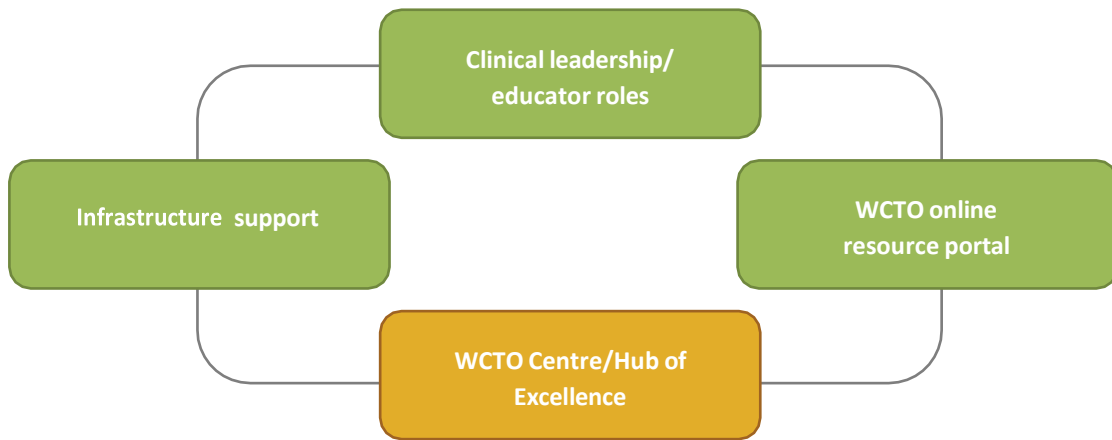 Clinical leadership/
educator roles
Infrastructure support
WCTO online
resource portal
WCTO Centre/Hub of
Excellence